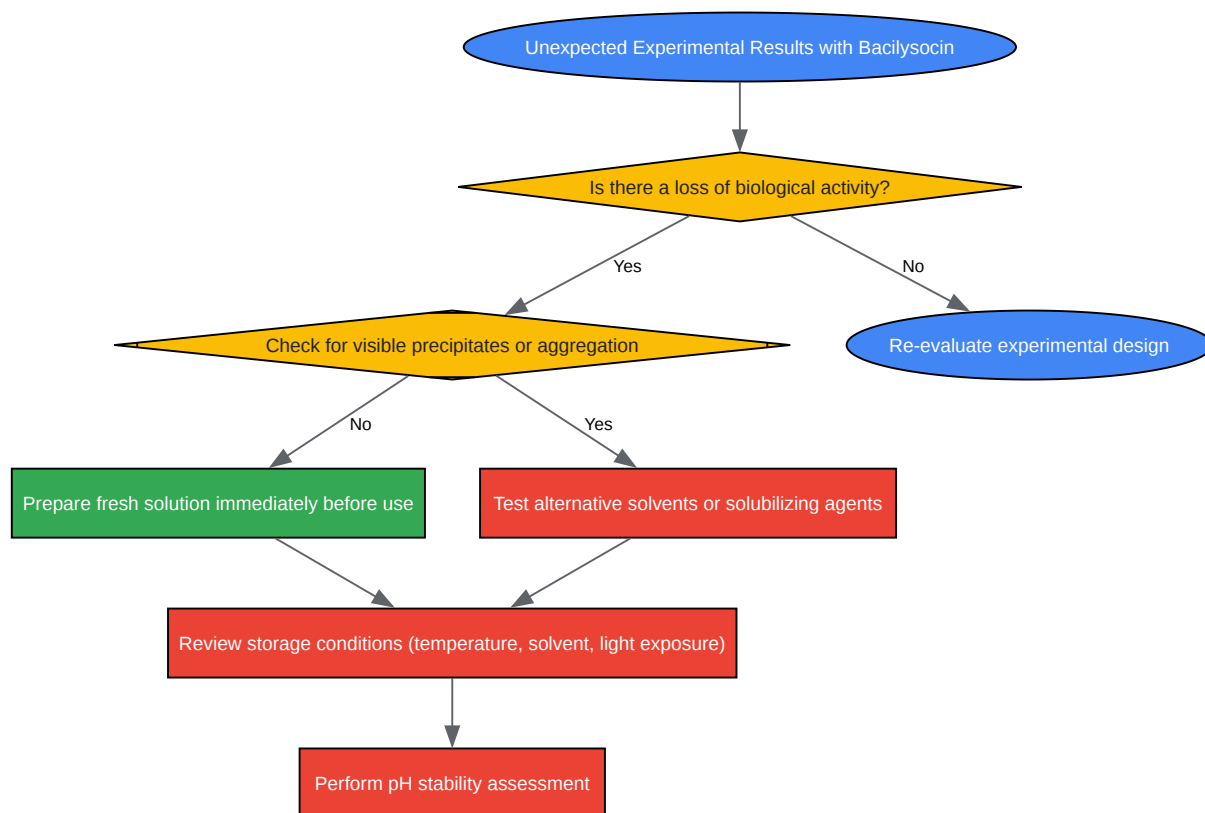 Unexpected Experimental Results with Bacilysocin
Is there a loss of biological activity?
Yes
No
Check for visible precipitates or aggregation
Re-evaluate experimental design
No
Yes
Prepare fresh solution immediately before use
Test alternative solvents or solubilizing agents
Review storage conditions (temperature, solvent, light exposure)
Perform pH stability assessment